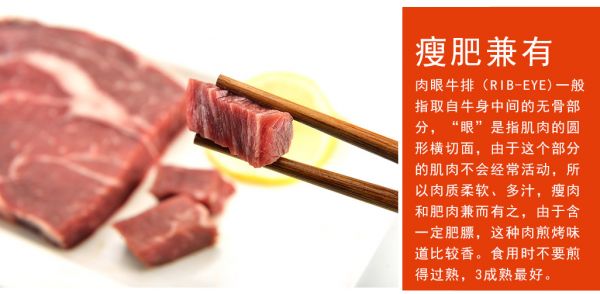 瘦肥兼有
肉眼牛排（RIB-EYE)一般
指取自牛身中间的无骨部
分，“眼”是指肌肉的圆
形横切面，由于这个部分
的肌肉不会经常活动，所
以肉质柔软、多汁，瘦肉
和肥肉兼而有之，由于含
一定肥膘，这种肉煎烤味
道比较香。食用时不要煎
得过熟，3成熟最好。